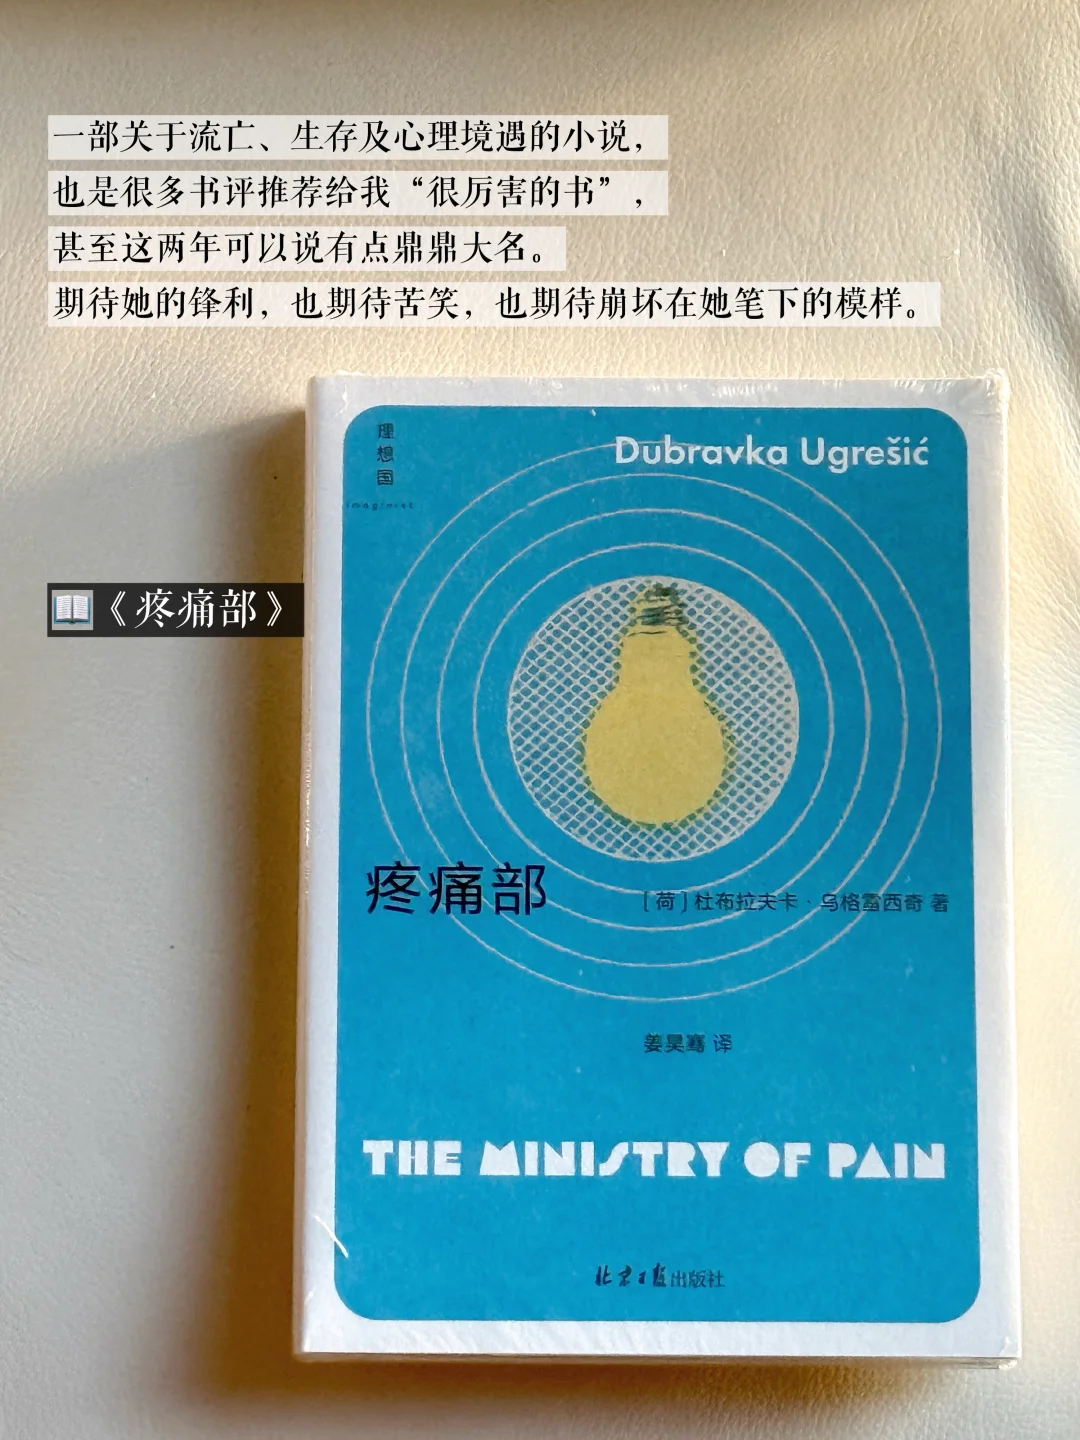 一部关于流亡、生存及心理境遇的小说，
也是很多书评推荐给我“很厉害的书”，
甚至这两年可以说有点鼎鼎大名。
期待她的锋利，也期待苦笑，也期待崩坏在她笔下的模样。
理想国
imaginist
Dubravka Ugrešić
📖《疼痛部》
疼痛部
［荷］杜布拉夫卡·乌格雷西奇 著
姜昊骞 译
THE MINISTRY OF PAIN
北京日报出版社